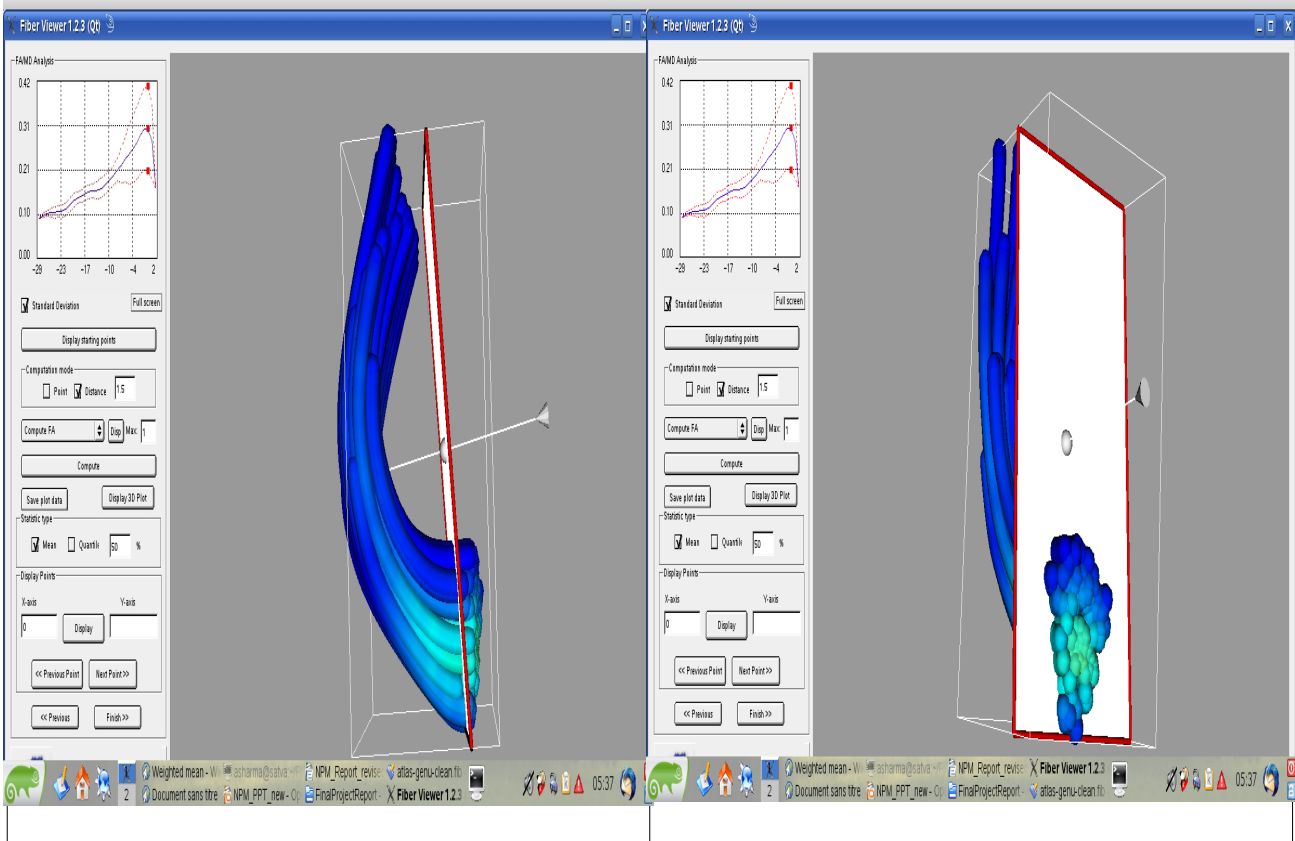 Fiber Viewer 1.2.3 (Qt)
FA/MD Analysis
0.42
0.31
0.21
0.10
0.00
-29 -23 -17 -10 -4 2
Standard Deviation Full screen
Display starting points
Computation mode
Point Distance 1.5
Compute FA Disp Max: 1
Compute
Save plot data Display 3D Plot
Statistic type
Mean Quantile 50 %
Display Points
X-axis Y-axis
0 Display
<< Previous Point Next Point >>
<< Previous Finish >>
Weighted mean - W asharma@satva: NPM_Report_revise atlas-genu-clean.fib
2 Document sans titre NPM_PPT_new - Op FinalProjectReport - Fiber Viewer 1.2.3
05:37
Fiber Viewer 1.2.3 (Qt)
FA/MD Analysis
0.42
0.31
0.21
0.10
0.00
-29 -23 -17 -10 -4 2
Standard Deviation Full screen
Display starting points
Computation mode
Point Distance 1.5
Compute FA Disp Max: 1
Compute
Save plot data Display 3D Plot
Statistic type
Mean Quantile 50 %
Display Points
X-axis Y-axis
0 Display
<< Previous Point Next Point >>
<< Previous Finish >>
Weighted mean - W asharma@satva: NPM_Report_revise Fiber Viewer 1.2.3
2 Document sans titre NPM_PPT_new - Op FinalProjectReport - atlas-genu-clean.fib
05:37